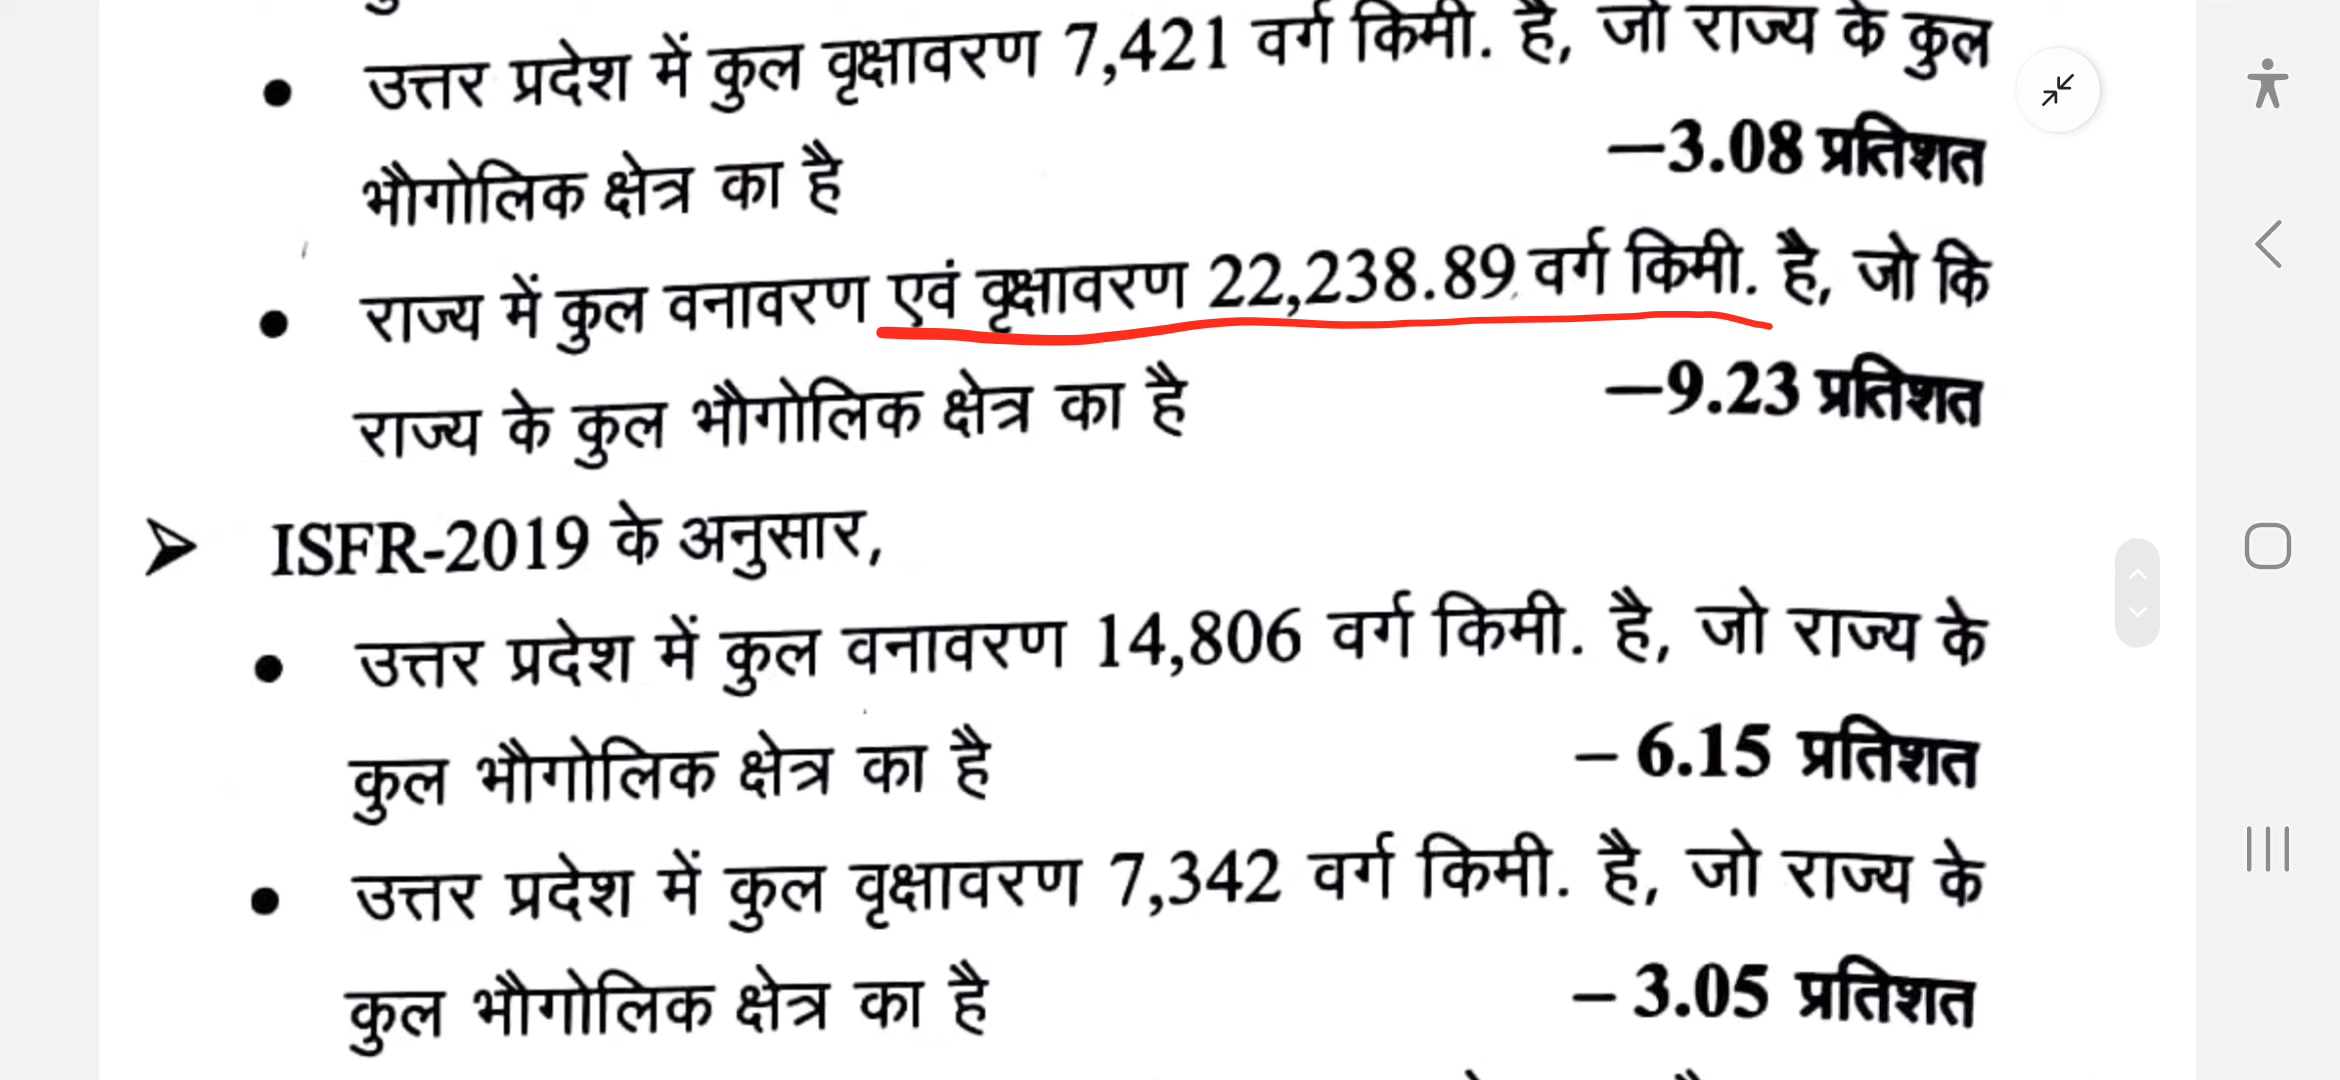 • उत्तर प्रदेश में कुल वृक्षावरण 7,421 वर्ग किमी. है, जो राज्य के कुल
भौगोलिक क्षेत्र का है –3.08 प्रतिशत
• राज्य में कुल वनावरण एवं वृक्षावरण 22,238.89 वर्ग किमी. है, जो कि
राज्य के कुल भौगोलिक क्षेत्र का है –9.23 प्रतिशत
➤ ISFR-2019 के अनुसार,
• उत्तर प्रदेश में कुल वनावरण 14,806 वर्ग किमी. है, जो राज्य के
कुल भौगोलिक क्षेत्र का है – 6.15 प्रतिशत
• उत्तर प्रदेश में कुल वृक्षावरण 7,342 वर्ग किमी. है, जो राज्य के
कुल भौगोलिक क्षेत्र का है – 3.05 प्रतिशत